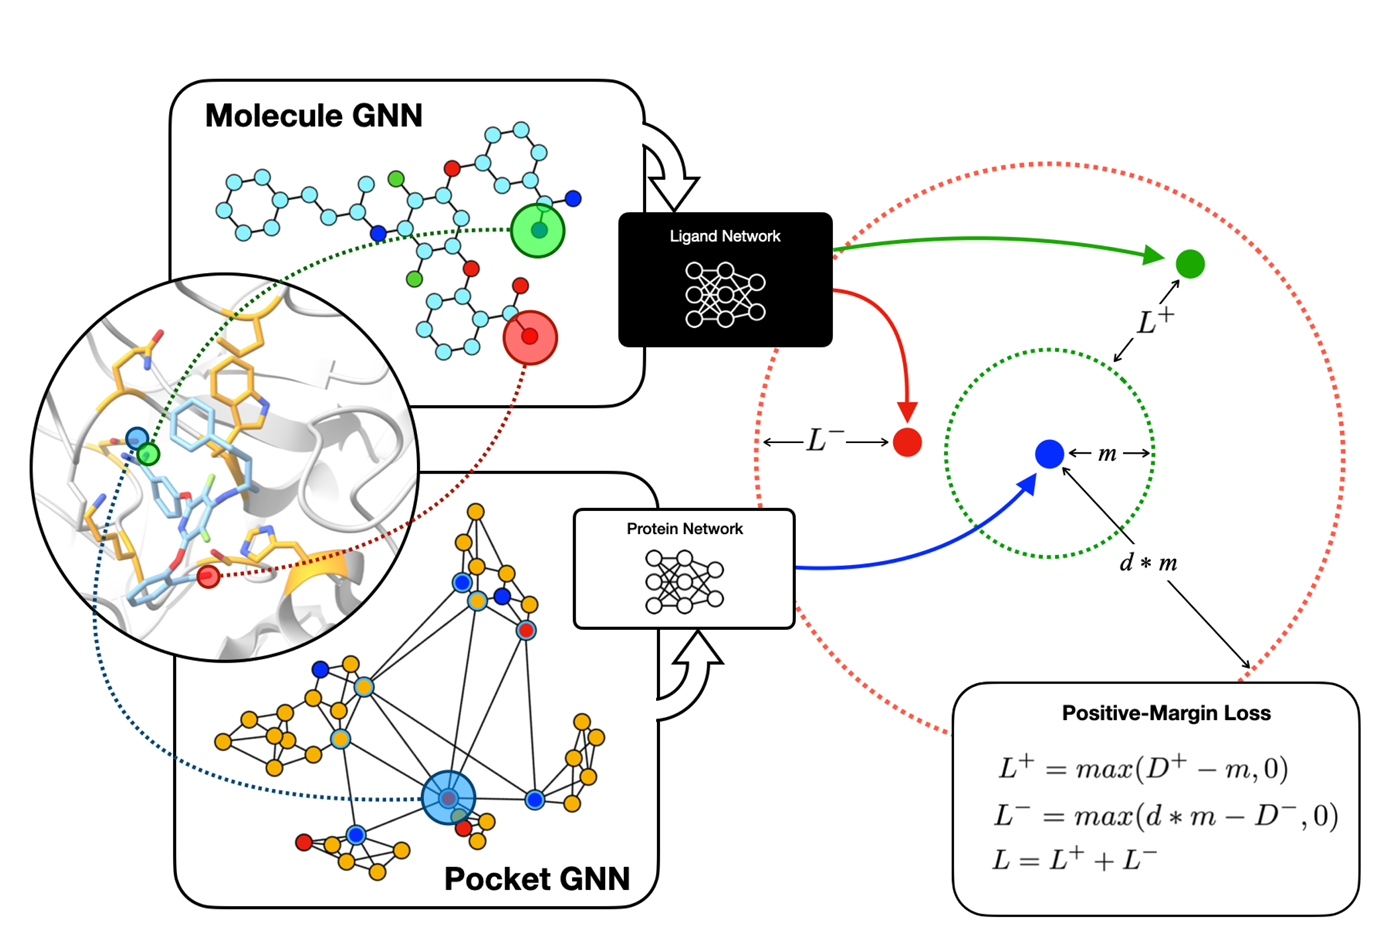 Molecule GNN
Ligand Network
L⁺
L⁻
m
Protein Network
d * m
Positive-Margin Loss
L⁺ = max(D⁺ − m, 0)
L⁻ = max(d * m − D⁻, 0)
L = L⁺ + L⁻
Pocket GNN